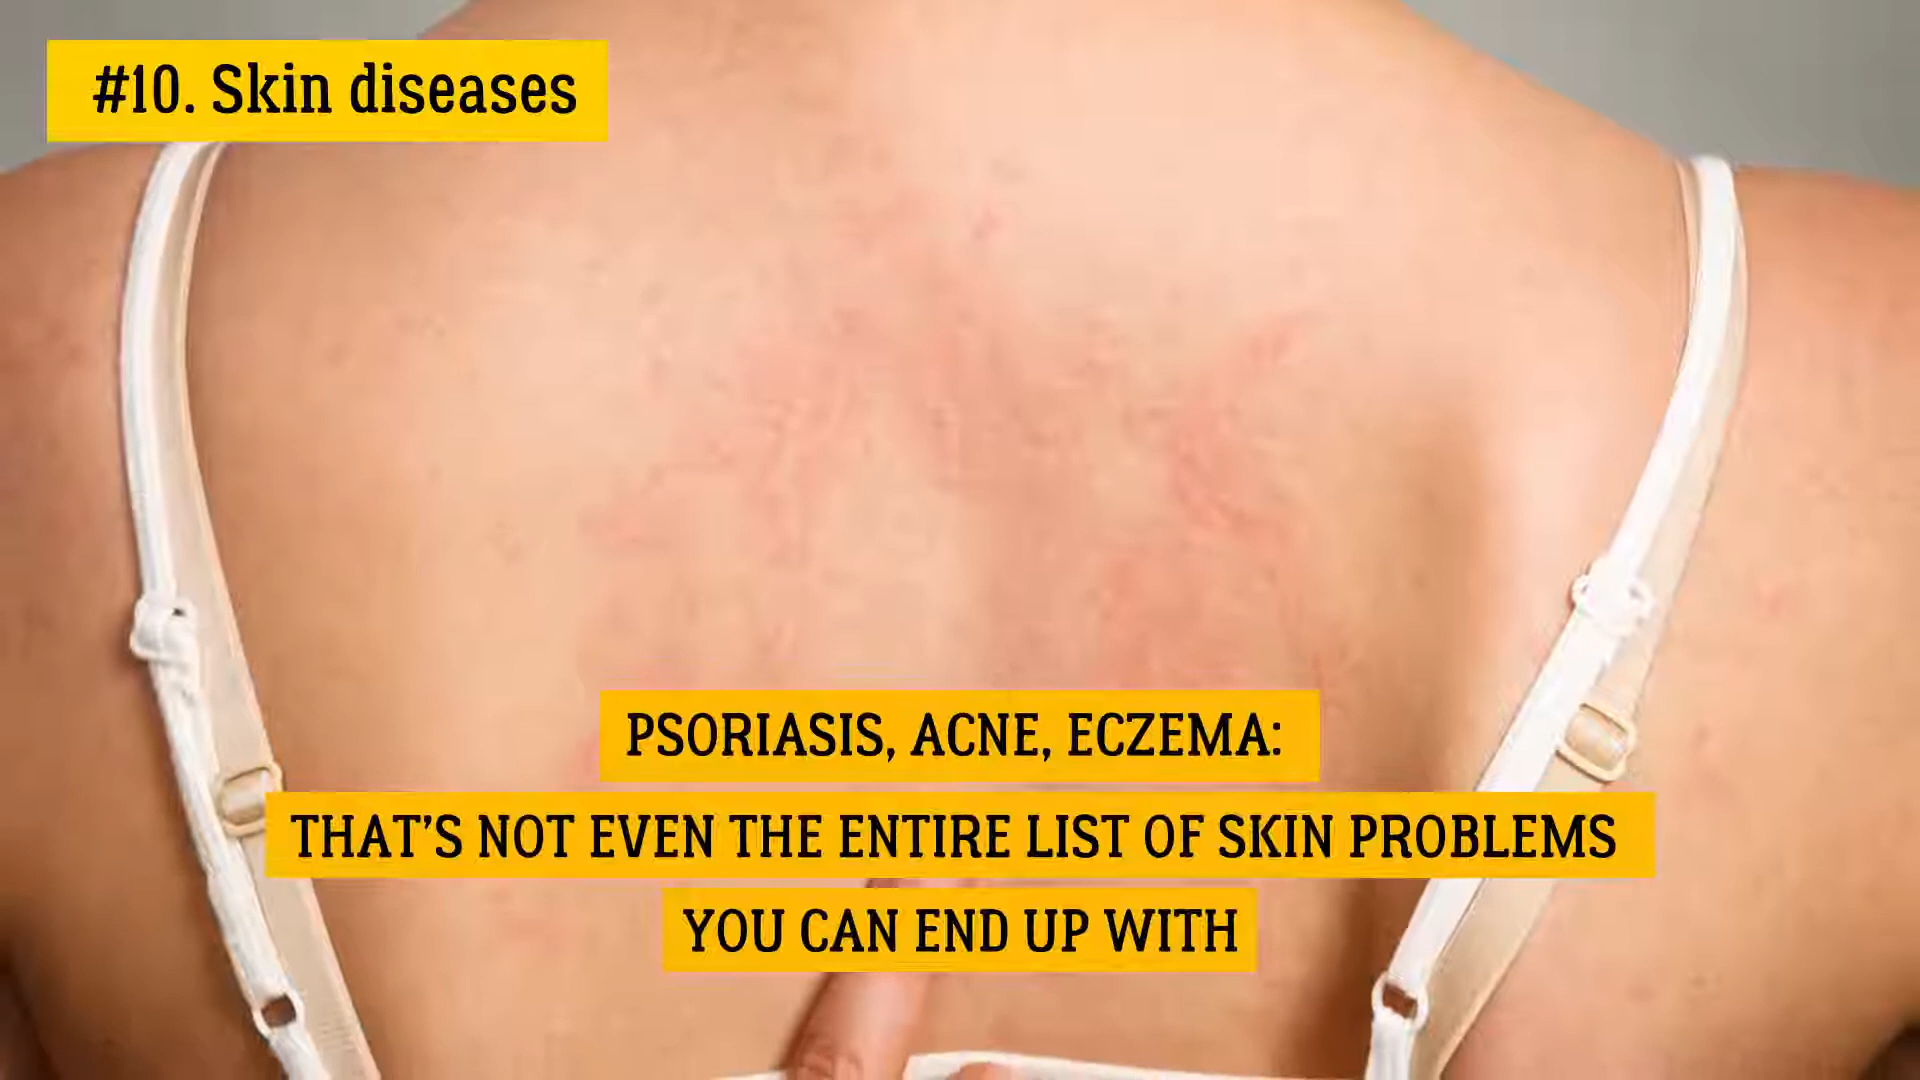 #10. Skin diseases
PSORIASIS, ACNE, ECZEMA:
THAT'S NOT EVEN THE ENTIRE LIST OF SKIN PROBLEMS
YOU CAN END UP WITH